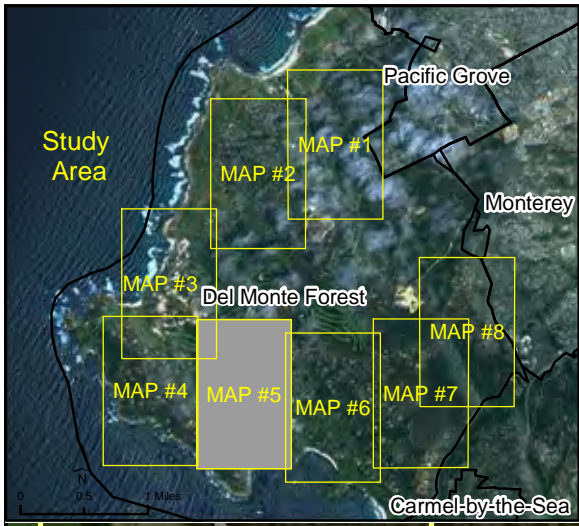 Pacific Grove
Study
Area
MAP #1
MAP #2
Monterey
MAP #3
Del Monte Forest
MAP #8
MAP #4
MAP #5
MAP #7
MAP #6
N
0 0.5 1 Miles
Carmel-by-the-Sea